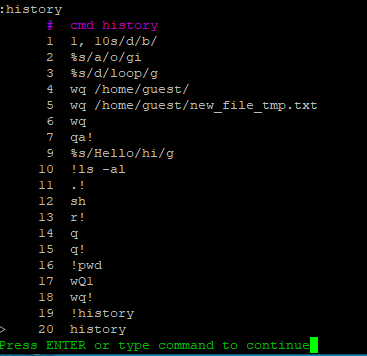 :history
# cmd history
1 1, 10s/d/b/
2 %s/a/o/gi
3 %s/d/loop/g
4 wq /home/guest/
5 wq /home/guest/new_file_tmp.txt
6 wq
7 qa!
9 %s/Hello/hi/g
10 !ls -al
11 .!
12 sh
13 r!
14 q
15 q!
16 !pwd
17 wQ1
18 wq!
19 !history
> 20 history
Press ENTER or type command to continue